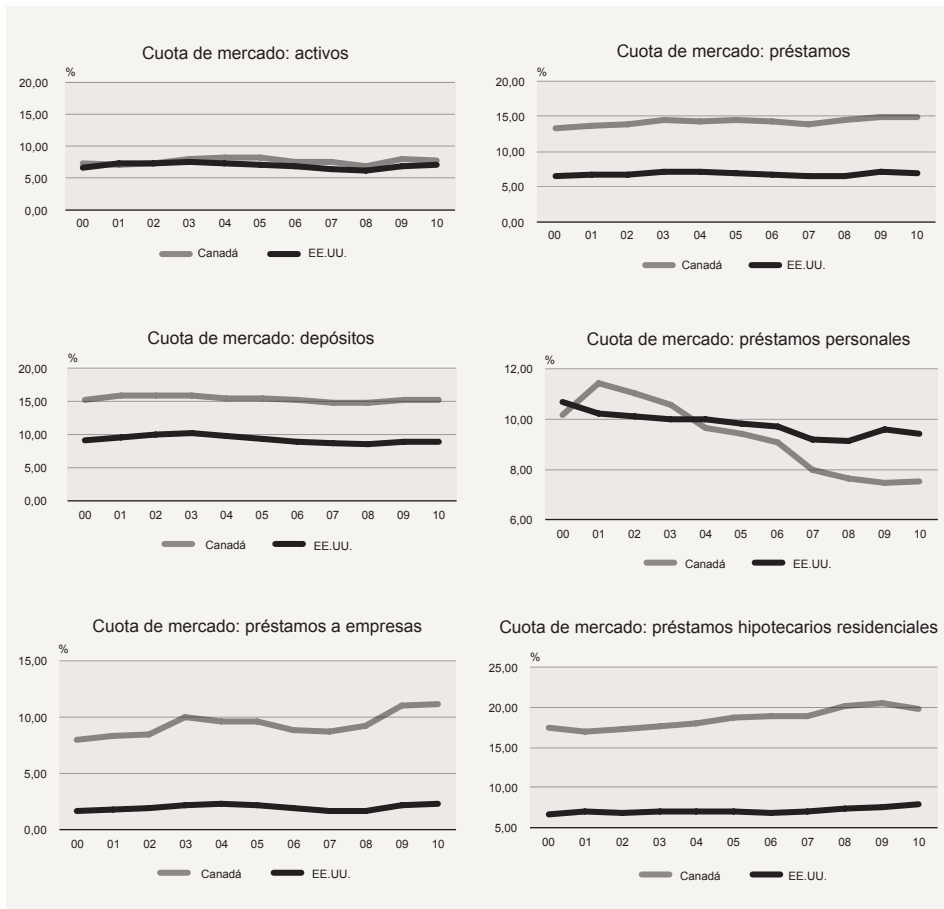 Cuota de mercado: activos
%
20,00
15,00
10,00
5,00
0,00
00 01 02 03 04 05 06 07 08 09 10
Canadá EE.UU.
Cuota de mercado: préstamos
%
20,00
15,00
10,00
5,00
0,00
00 01 02 03 04 05 06 07 08 09 10
Canadá EE.UU.
Cuota de mercado: depósitos
%
20,00
15,00
10,00
5,00
0,00
00 01 02 03 04 05 06 07 08 09 10
Canadá EE.UU.
Cuota de mercado: préstamos personales
%
12,00
10,00
8,00
6,00
00 01 02 03 04 05 06 07 08 09 10
Canadá EE.UU.
Cuota de mercado: préstamos a empresas
%
15,00
10,00
5,00
0,00
00 01 02 03 04 05 06 07 08 09 10
Canadá EE.UU.
Cuota de mercado: préstamos hipotecarios residenciales
%
25,00
20,00
15,00
10,00
5,00
00 01 02 03 04 05 06 07 08 09 10
Canadá EE.UU.